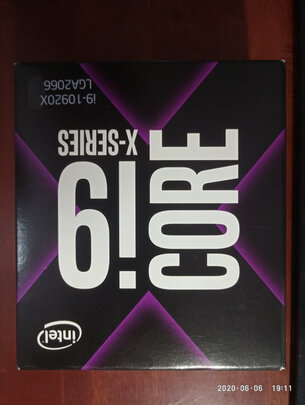 intel
CORE
i9
X-SERIES
i9-10920X
LGA2066
2020-06-06 19:11